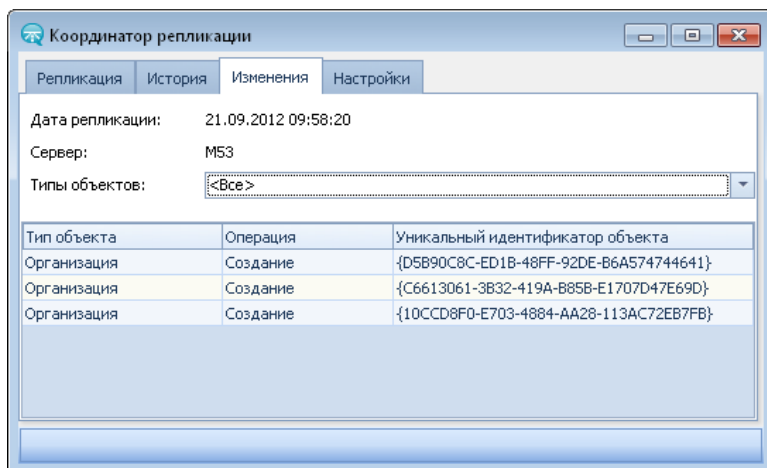 Координатор репликации
Репликация История Изменения Настройки
Дата репликации: 21.09.2012 09:58:20
Сервер: M53
Типы объектов: <Все>
Тип объекта Операция Уникальный идентификатор объекта
Организация Создание {D5B90C8C-ED1B-48FF-92DE-B6A574744641}
Организация Создание {C6613061-3B32-419A-B85B-E1707D47E69D}
Организация Создание {10CCD8F0-E703-4884-AA28-113AC72EB7FB}